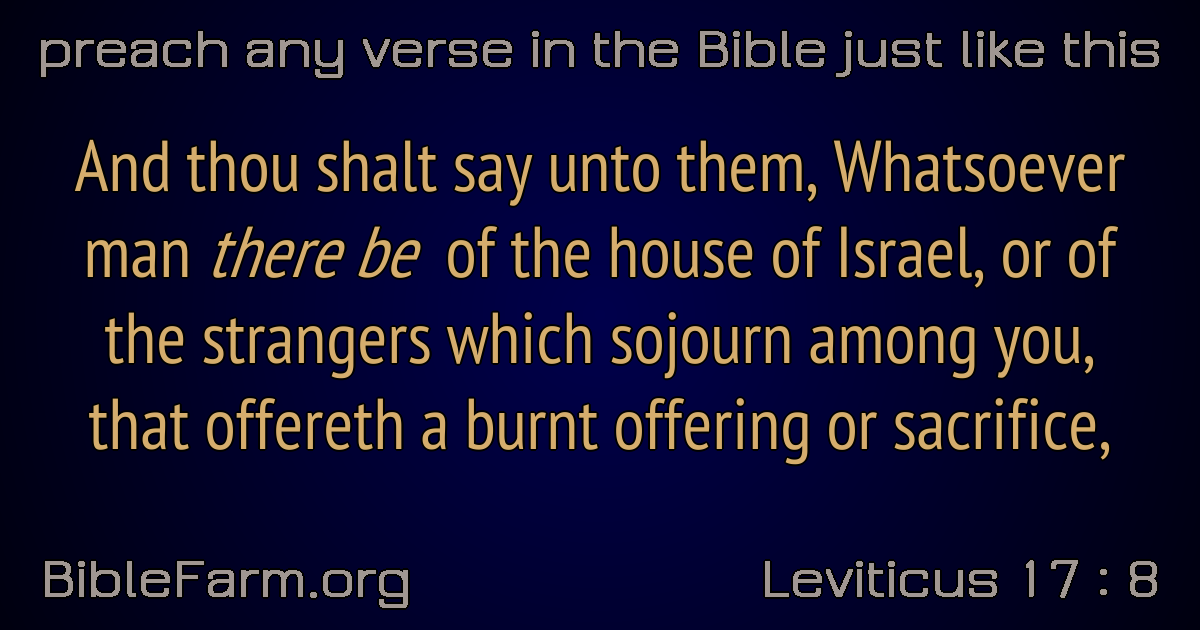 preach any verse in the Bible just like this
And thou shalt say unto them, Whatsoever
man there be of the house of Israel, or of
the strangers which sojourn among you,
that offereth a burnt offering or sacrifice,
BibleFarm.org
Leviticus 17 : 8